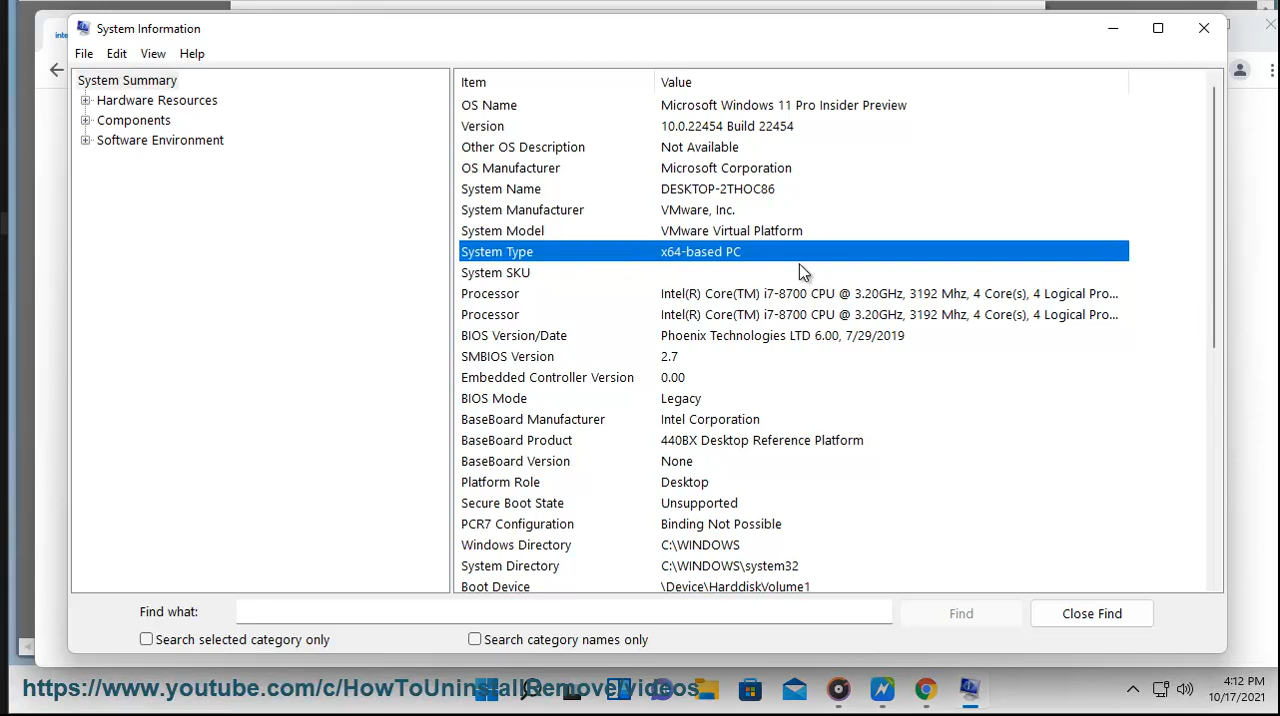 System Information
inte
File Edit View Help
System Summary
Hardware Resources
Components
Software Environment
Item Value
OS Name Microsoft Windows 11 Pro Insider Preview
Version 10.0.22454 Build 22454
Other OS Description Not Available
OS Manufacturer Microsoft Corporation
System Name DESKTOP-2THOC86
System Manufacturer VMware, Inc.
System Model VMware Virtual Platform
System Type x64-based PC
System SKU
Processor Intel(R) Core(TM) i7-8700 CPU @ 3.20GHz, 3192 Mhz, 4 Core(s), 4 Logical Pro...
Processor Intel(R) Core(TM) i7-8700 CPU @ 3.20GHz, 3192 Mhz, 4 Core(s), 4 Logical Pro...
BIOS Version/Date Phoenix Technologies LTD 6.00, 7/29/2019
SMBIOS Version 2.7
Embedded Controller Version 0.00
BIOS Mode Legacy
BaseBoard Manufacturer Intel Corporation
BaseBoard Product 440BX Desktop Reference Platform
BaseBoard Version None
Platform Role Desktop
Secure Boot State Unsupported
PCR7 Configuration Binding Not Possible
Windows Directory C:\WINDOWS
System Directory C:\WINDOWS\system32
Boot Device \Device\HarddiskVolume1
Find what: Find Close Find
Search selected category only Search category names only
https://www.youtube.com/c/HowToUninstallRemove/videos
4:12 PM
10/17/2021